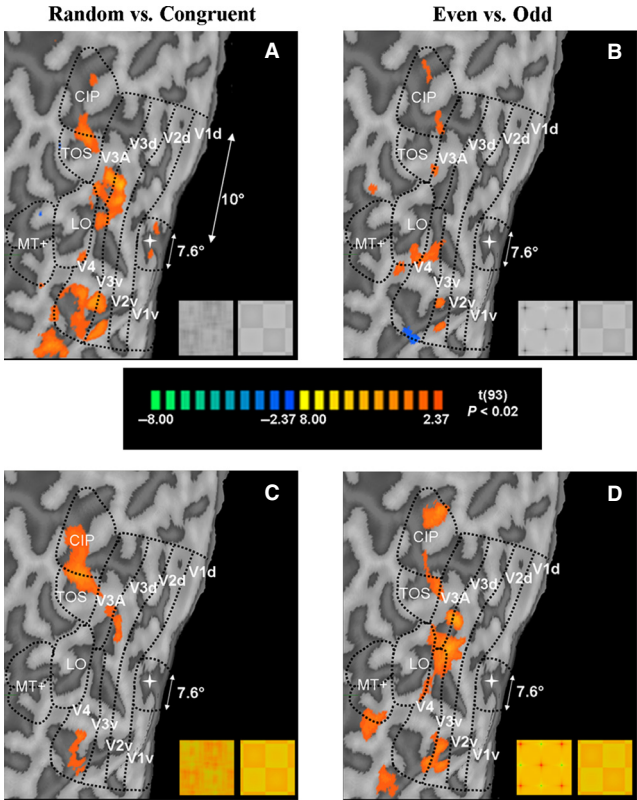 Random vs. Congruent
Even vs. Odd
A
CIP
TOS
V3A
V3d
V2d
V1d
10°
LO
MT+
7.6°
V4
V3v
V2v
V1v
B
CIP
TOS
V3A
V3d
V2d
V1d
LO
MT+
7.6°
V4
V3v
V2v
V1v
–8.00
–2.37
8.00
2.37
t(93)
P < 0.02
C
CIP
TOS
V3A
V3d
V2d
V1d
LO
MT+
7.6°
V4
V3v
V2v
V1v
D
CIP
TOS
V3A
V3d
V2d
V1d
LO
MT+
7.6°
V4
V3v
V2v
V1v